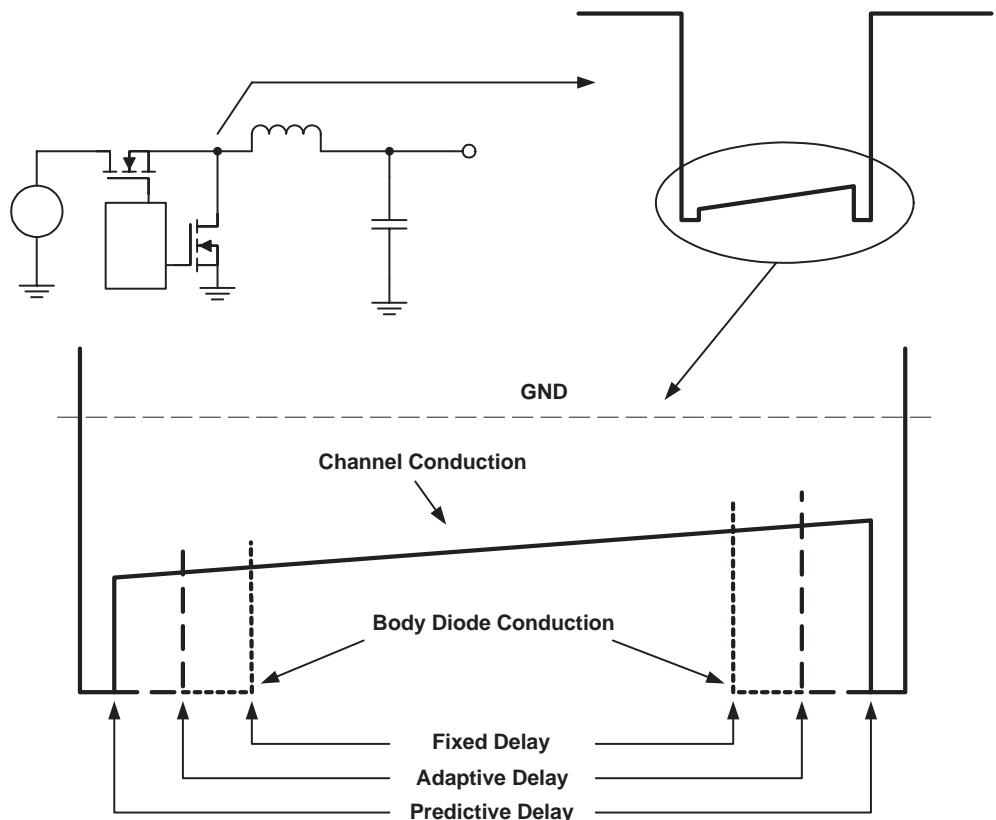 GND
Channel Conduction
Body Diode Conduction
Fixed Delay
Adaptive Delay
Predictive Delay